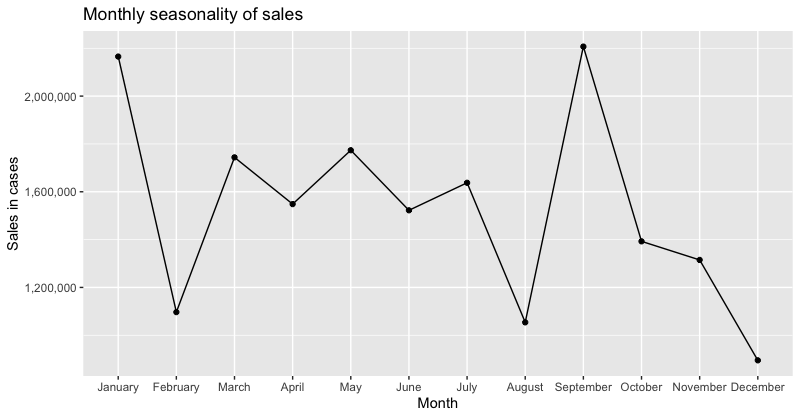 Monthly seasonality of sales
Sales in cases
2,000,000
1,600,000
1,200,000
January February March April May June July August September October November December
Month